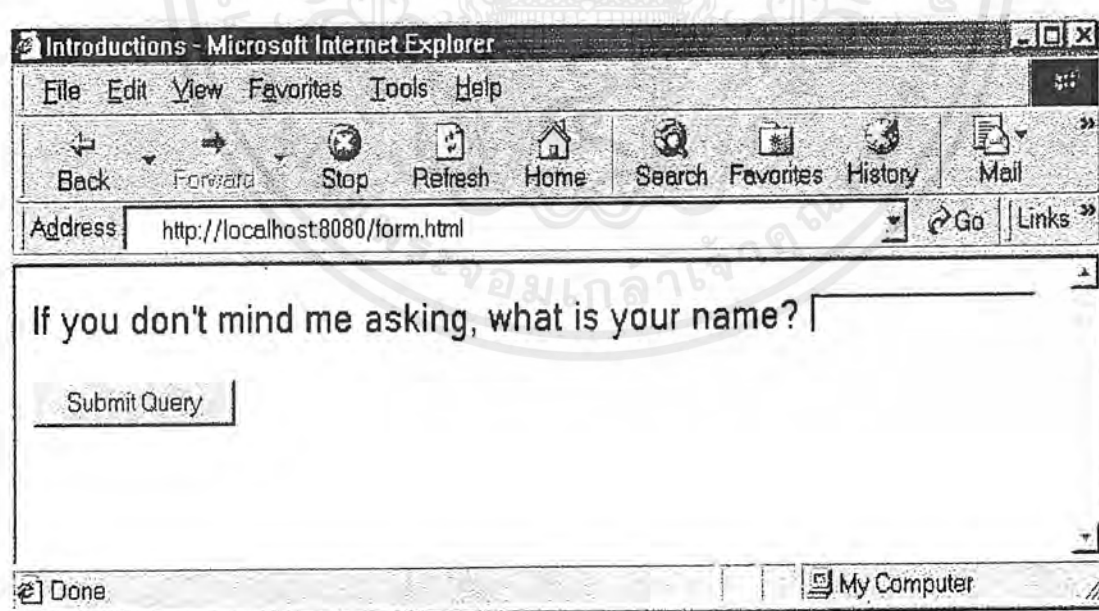 Introductions - Microsoft Internet Explorer
File Edit View Favorites Tools Help
Back Forward Stop Refresh Home Search Favorites History Mail »
Address http://localhost:8080/form.html Go Links »
If you don't mind me asking, what is your name?
Submit Query
Done My Computer